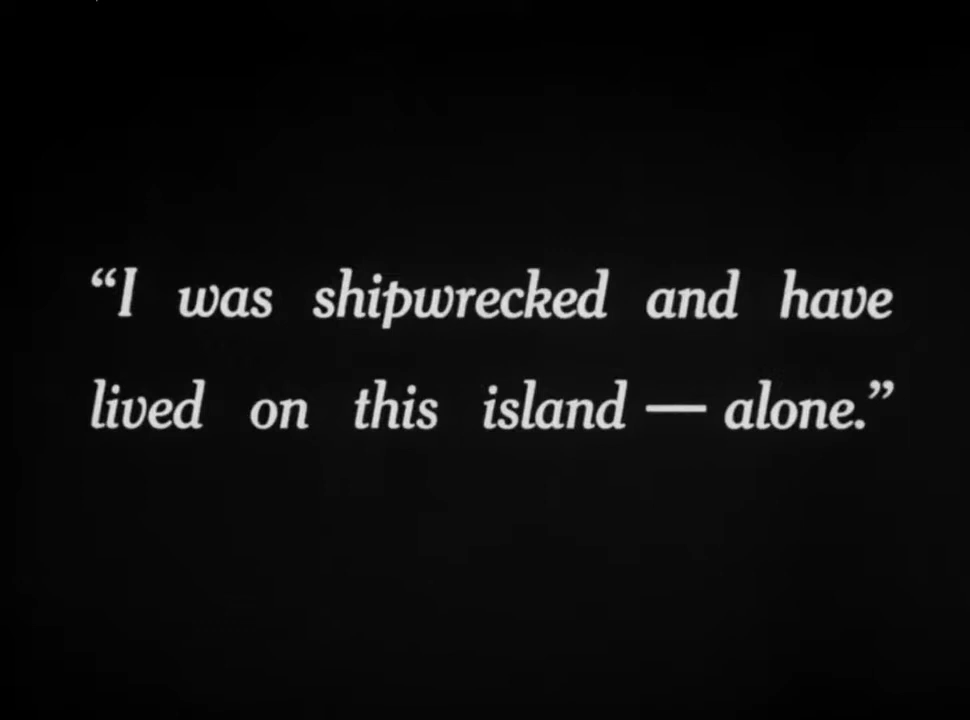 “I was shipwrecked and have
lived on this island — alone.”